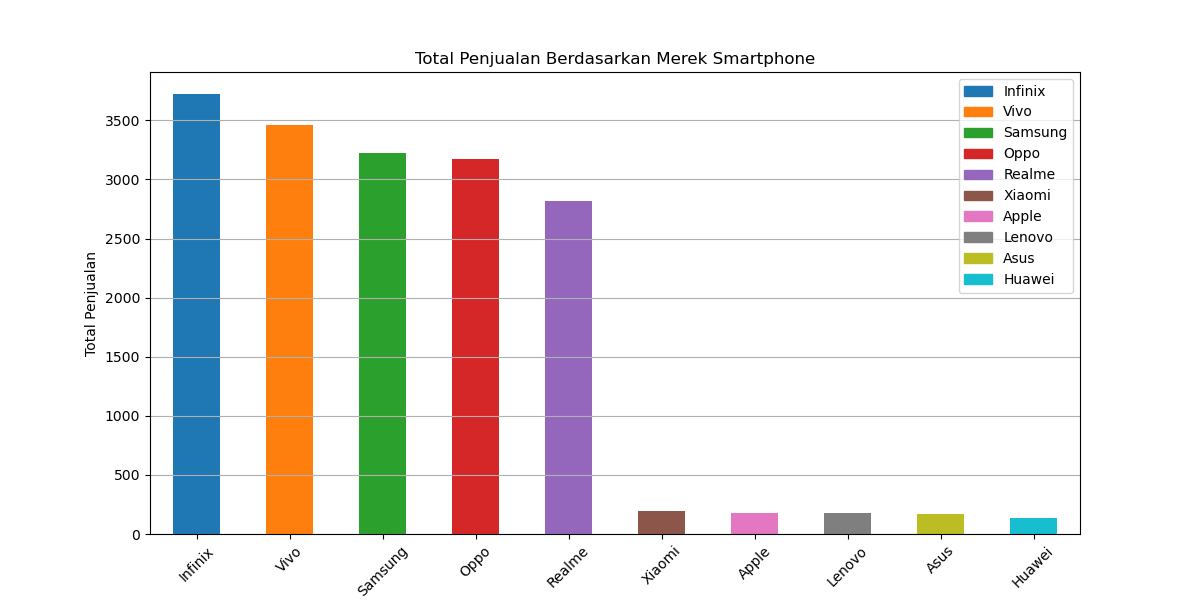 Total Penjualan Berdasarkan Merek Smartphone
Total Penjualan
3500
3000
2500
2000
1500
1000
500
0
Infinix
Vivo
Samsung
Oppo
Realme
Xiaomi
Apple
Lenovo
Asus
Huawei
Infinix
Vivo
Samsung
Oppo
Realme
Xiaomi
Apple
Lenovo
Asus
Huawei